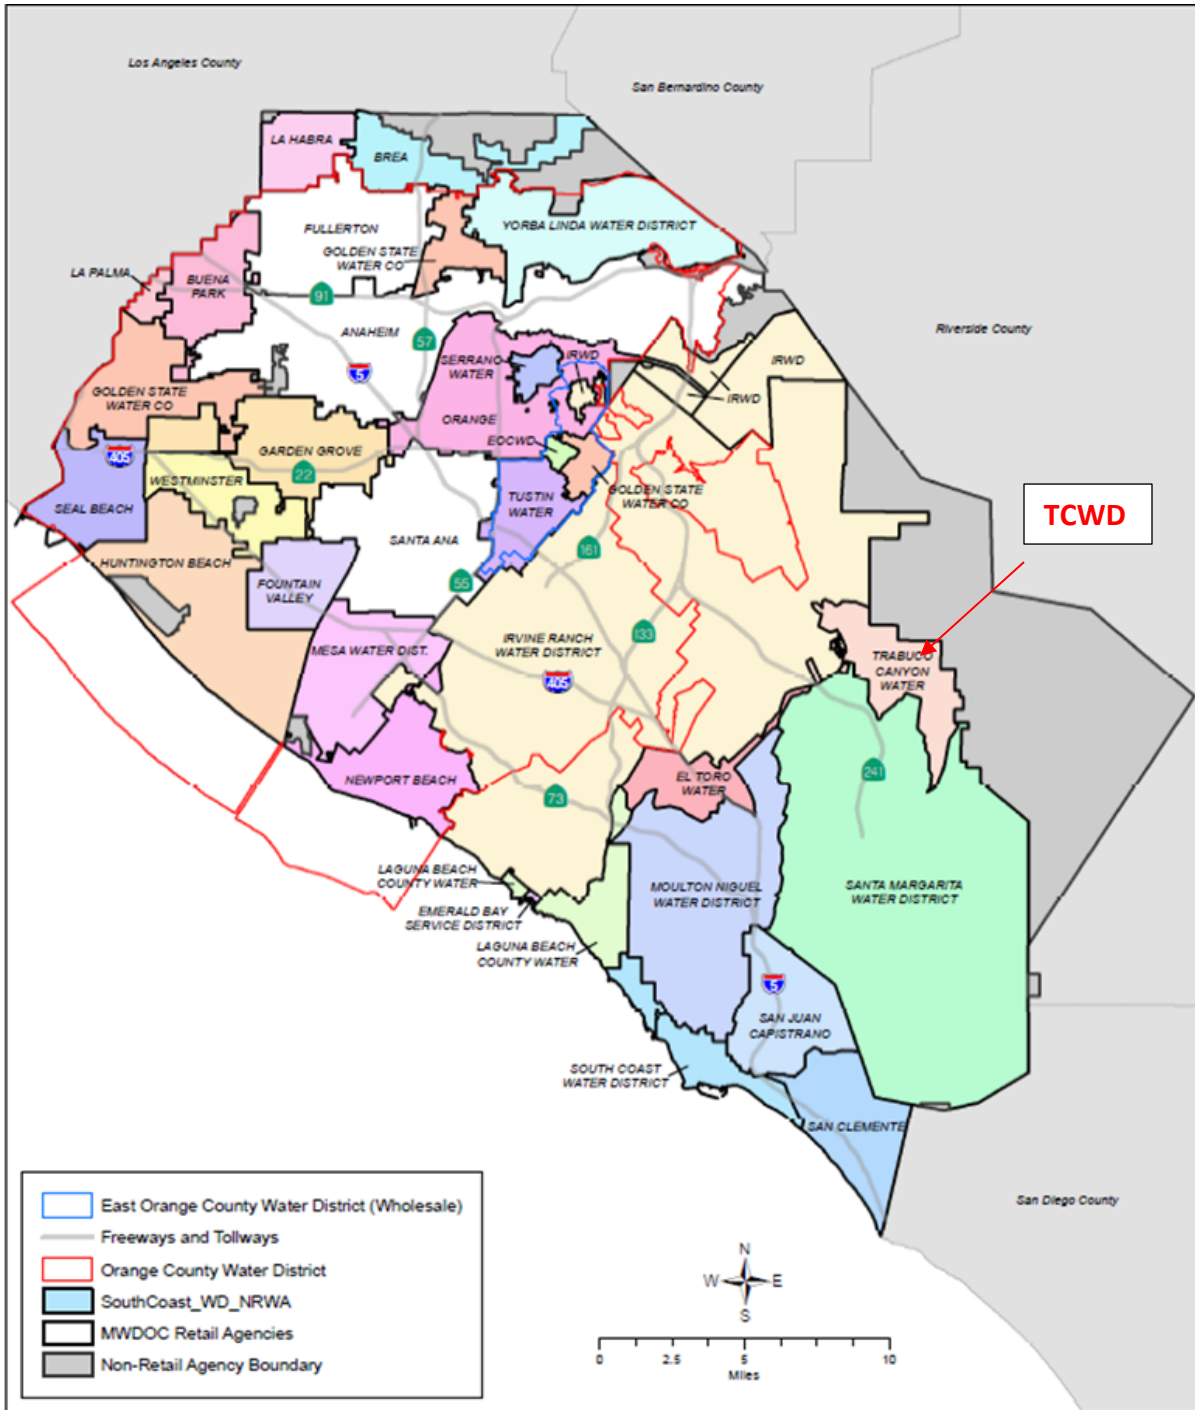 Los Angeles County
San Bernardino County
LA HABRA
BREA
FULLERTON
YORBA LINDA WATER DISTRICT
GOLDEN STATE
WATER CO
LA PALMA
BUENA
PARK
91
ANAHEIM
57
Riverside County
5
SERRANO
WATER
IRWD
IRWD
IRWD
GOLDEN STATE
WATER CO
ORANGE
EOCWD
GARDEN GROVE
405
22
WESTMINSTER
GOLDEN STATE
WATER CO
TUSTIN
WATER
SEAL BEACH
TCWD
SANTA ANA
161
HUNTINGTON BEACH
FOUNTAIN
VALLEY
55
133
IRVINE RANCH
WATER DISTRICT
MESA WATER DIST.
TRABUCO
CANYON
WATER
405
NEWPORT BEACH
EL TORO
WATER
241
73
LAGUNA BEACH
COUNTY WATER
MOULTON NIGUEL
WATER DISTRICT
SANTA MARGARITA
WATER DISTRICT
EMERALD BAY
SERVICE DISTRICT
LAGUNA BEACH
COUNTY WATER
5
SAN JUAN
CAPISTRANO
SOUTH COAST
WATER DISTRICT
SAN CLEMENTE
San Diego County
East Orange County Water District (Wholesale)
Freeways and Tollways
Orange County Water District
SouthCoast_WD_NRWA
MWDOC Retail Agencies
Non-Retail Agency Boundary
N
W E
S
0 2.5 5 10
Miles